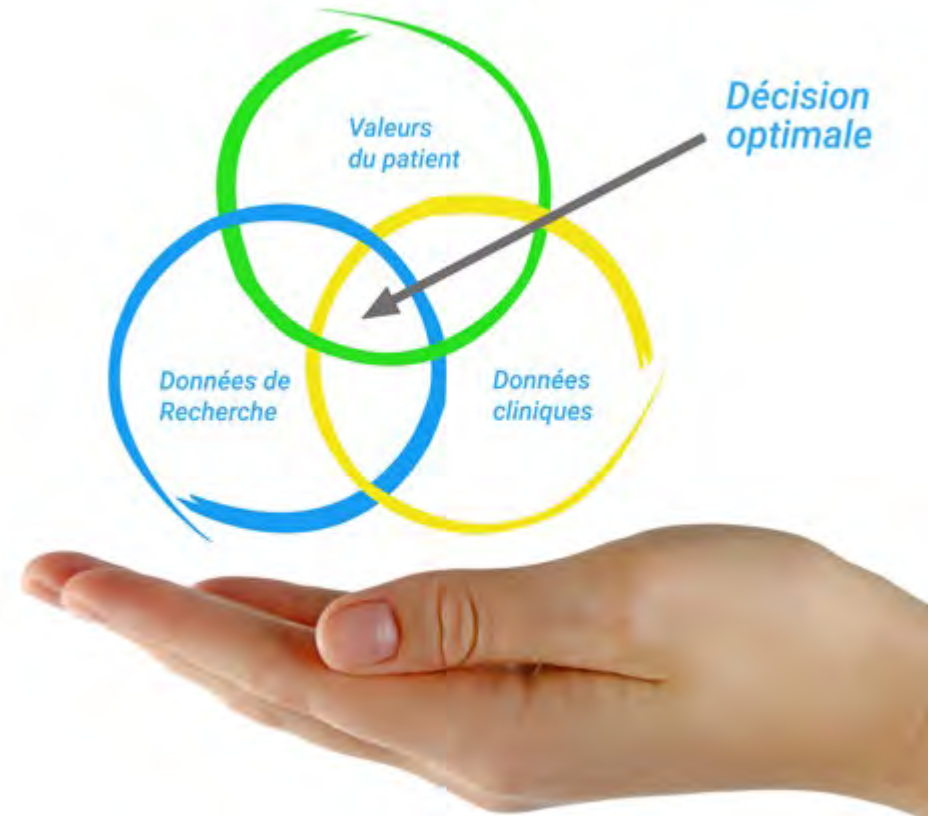 Valeurs
du patient
Décision
optimale
Données de
Recherche
Données
cliniques